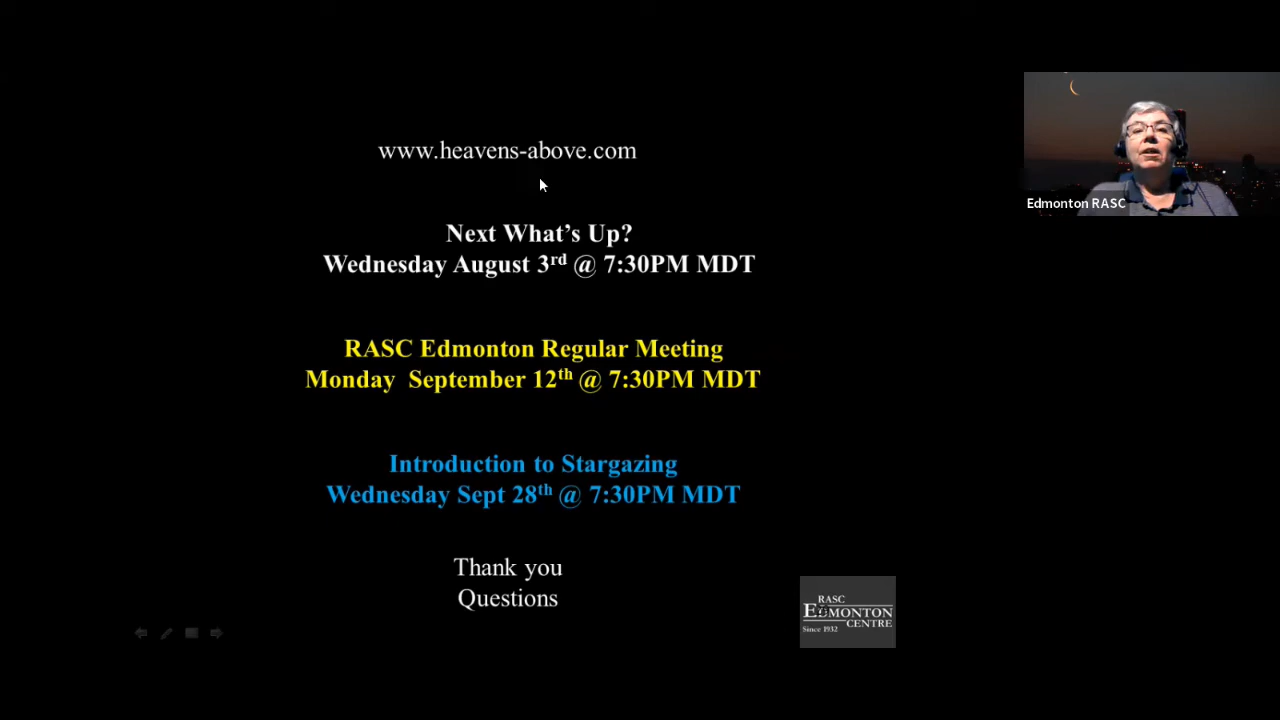 www.heavens-above.com
Next What's Up?
Wednesday August 3rd @ 7:30PM MDT
RASC Edmonton Regular Meeting
Monday  September 12th @ 7:30PM MDT
Introduction to Stargazing
Wednesday Sept 28th @ 7:30PM MDT
Thank you
Questions
Edmonton RASC
RASC
EDMONTON
CENTRE
Since 1932